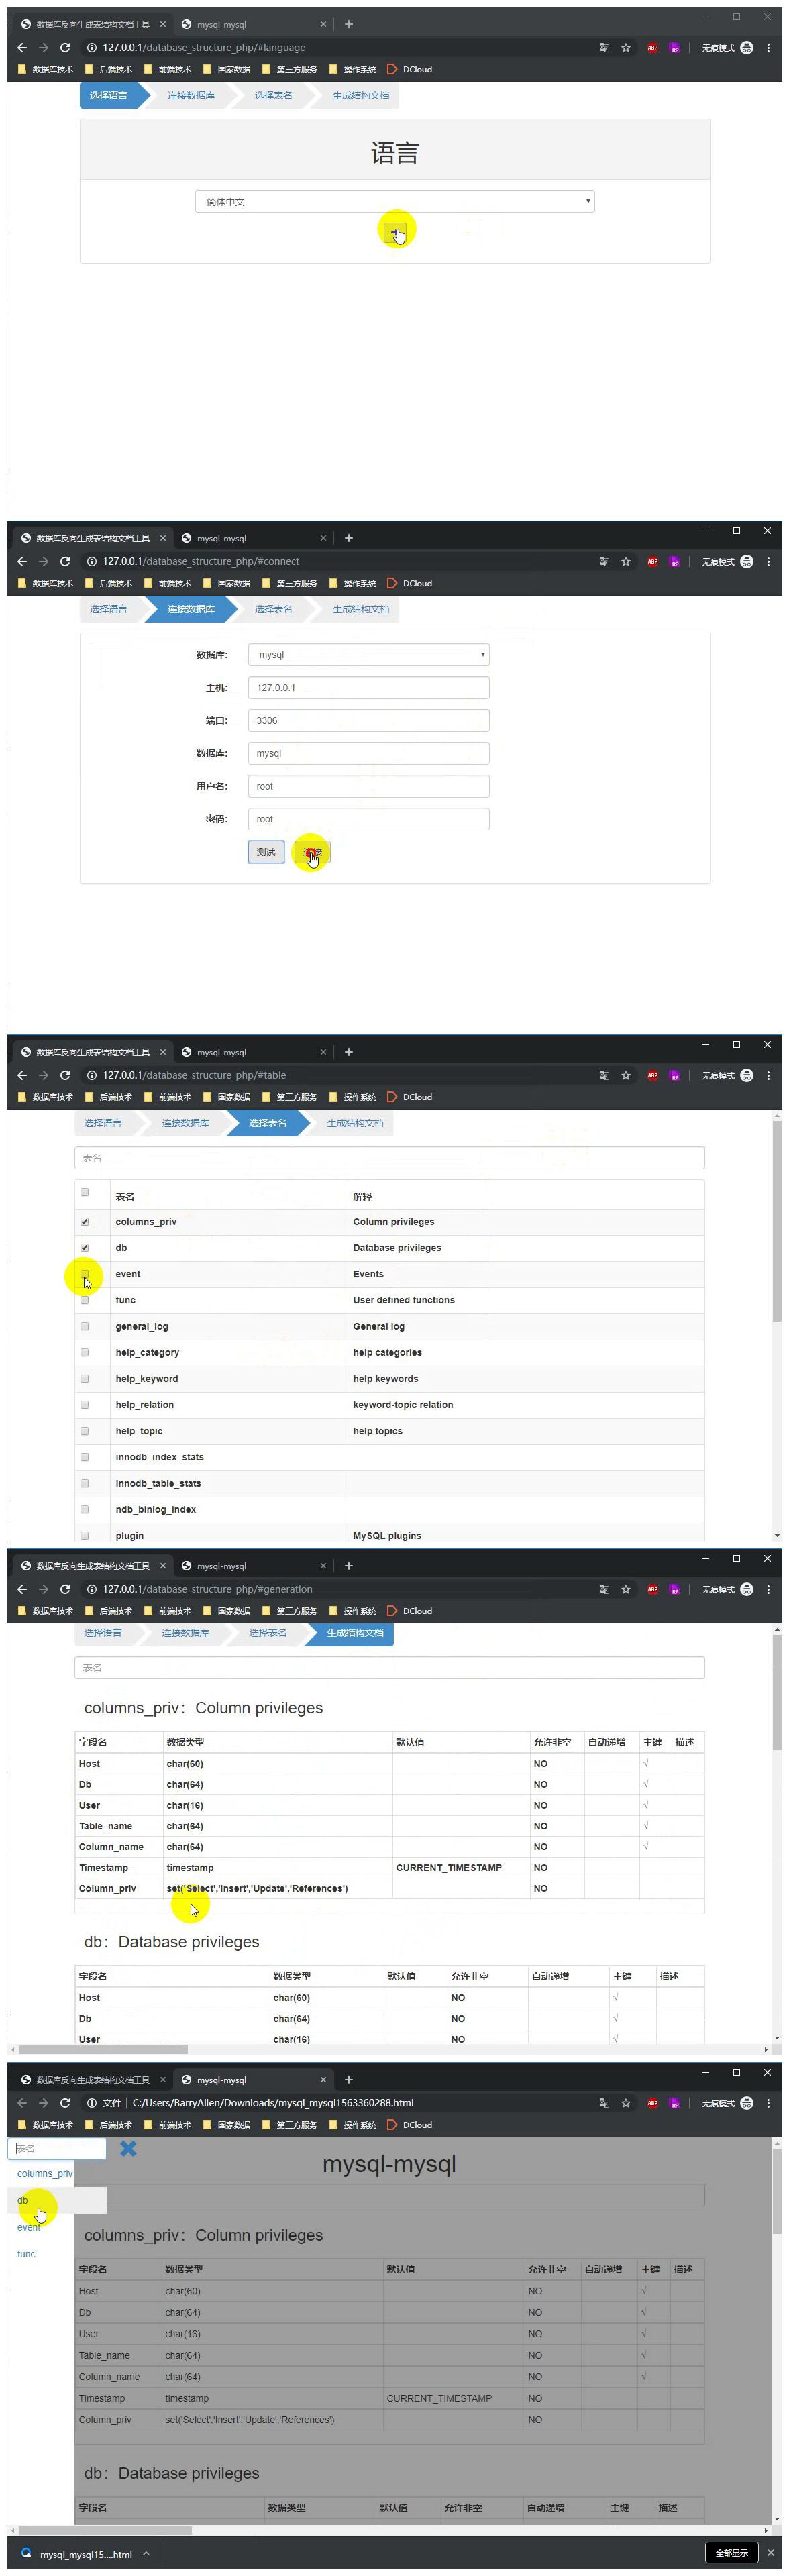 数据库反向生成表结构文档工具 mysql-mysql
127.0.0.1/database_structure_php/#language ABP RP 无痕模式
数据库技术 后端技术 前端技术 国家数据 第三方服务 操作系统 DCloud
选择语言 连接数据库 选择表名 生成结构文档
语言
简体中文
数据库反向生成表结构文档工具 mysql-mysql
127.0.0.1/database_structure_php/#connect ABP RP 无痕模式
数据库技术 后端技术 前端技术 国家数据 第三方服务 操作系统 DCloud
选择语言 连接数据库 选择表名 生成结构文档
数据库: mysql
主机: 127.0.0.1
端口: 3306
数据库: mysql
用户名: root
密码: root
测试
数据库反向生成表结构文档工具 mysql-mysql
127.0.0.1/database_structure_php/#table ABP RP 无痕模式
数据库技术 后端技术 前端技术 国家数据 第三方服务 操作系统 DCloud
选择语言 连接数据库 选择表名 生成结构文档
表名
表名 解释
columns_priv Column privileges
db Database privileges
event Events
func User defined functions
general_log General log
help_category help categories
help_keyword help keywords
help_relation keyword-topic relation
help_topic help topics
innodb_index_stats
innodb_table_stats
ndb_binlog_index
plugin MySQL plugins
数据库反向生成表结构文档工具 mysql-mysql
127.0.0.1/database_structure_php/#generation ABP RP 无痕模式
数据库技术 后端技术 前端技术 国家数据 第三方服务 操作系统 DCloud
选择语言 连接数据库 选择表名 生成结构文档
表名
columns_priv：Column privileges
字段名 数据类型 默认值 允许非空 自动递增 主键 描述
Host char(60) NO √
Db char(64) NO √
User char(16) NO √
Table_name char(64) NO √
Column_name char(64) NO √
Timestamp timestamp CURRENT_TIMESTAMP NO
Column_priv set('Select','Insert','Update','References') NO
db：Database privileges
字段名 数据类型 默认值 允许非空 自动递增 主键 描述
Host char(60) NO √
Db char(64) NO √
User char(16) NO √
数据库反向生成表结构文档工具 mysql-mysql
文件 C:/Users/BarryAllen/Downloads/mysql_mysql1563360288.html ABP RP 无痕模式
数据库技术 后端技术 前端技术 国家数据 第三方服务 操作系统 DCloud
表名
columns_priv
db
event
func
mysql-mysql
columns_priv：Column privileges
字段名 数据类型 默认值 允许非空 自动递增 主键 描述
Host char(60) NO √
Db char(64) NO √
User char(16) NO √
Table_name char(64) NO √
Column_name char(64) NO √
Timestamp timestamp CURRENT_TIMESTAMP NO
Column_priv set('Select','Insert','Update','References') NO
db：Database privileges
字段名 数据类型 默认值 允许非空 自动递增 主键 描述
mysql_mysql15....html 全部显示